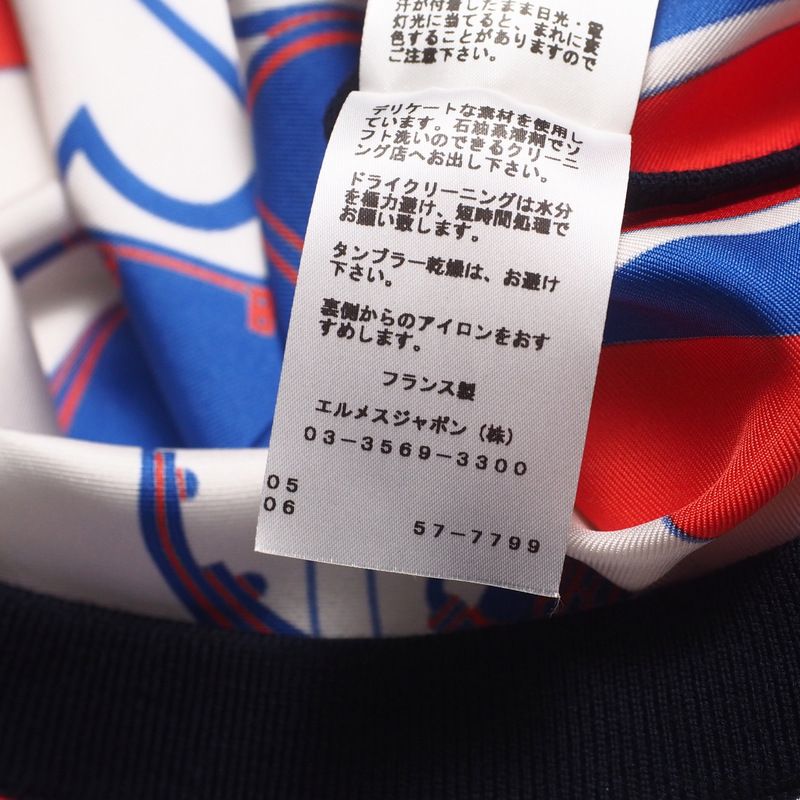 汗が付着したまま日光・電
灯光に当てると、まれに変
色することがありますので
ご注意下さい。
デリケートな素材を使用し
ています。石油系溶剤でソ
フト洗いのできるクリーニ
ング店へお出し下さい。
ドライクリーニングは水分
を極力避け、短時間処理で
お願い致します。
タンブラー乾燥は、お避け
下さい。
裏側からのアイロンをおす
すめします。
フランス製
エルメスジャポン(株)
03-3569-3300
05
06
57-7799